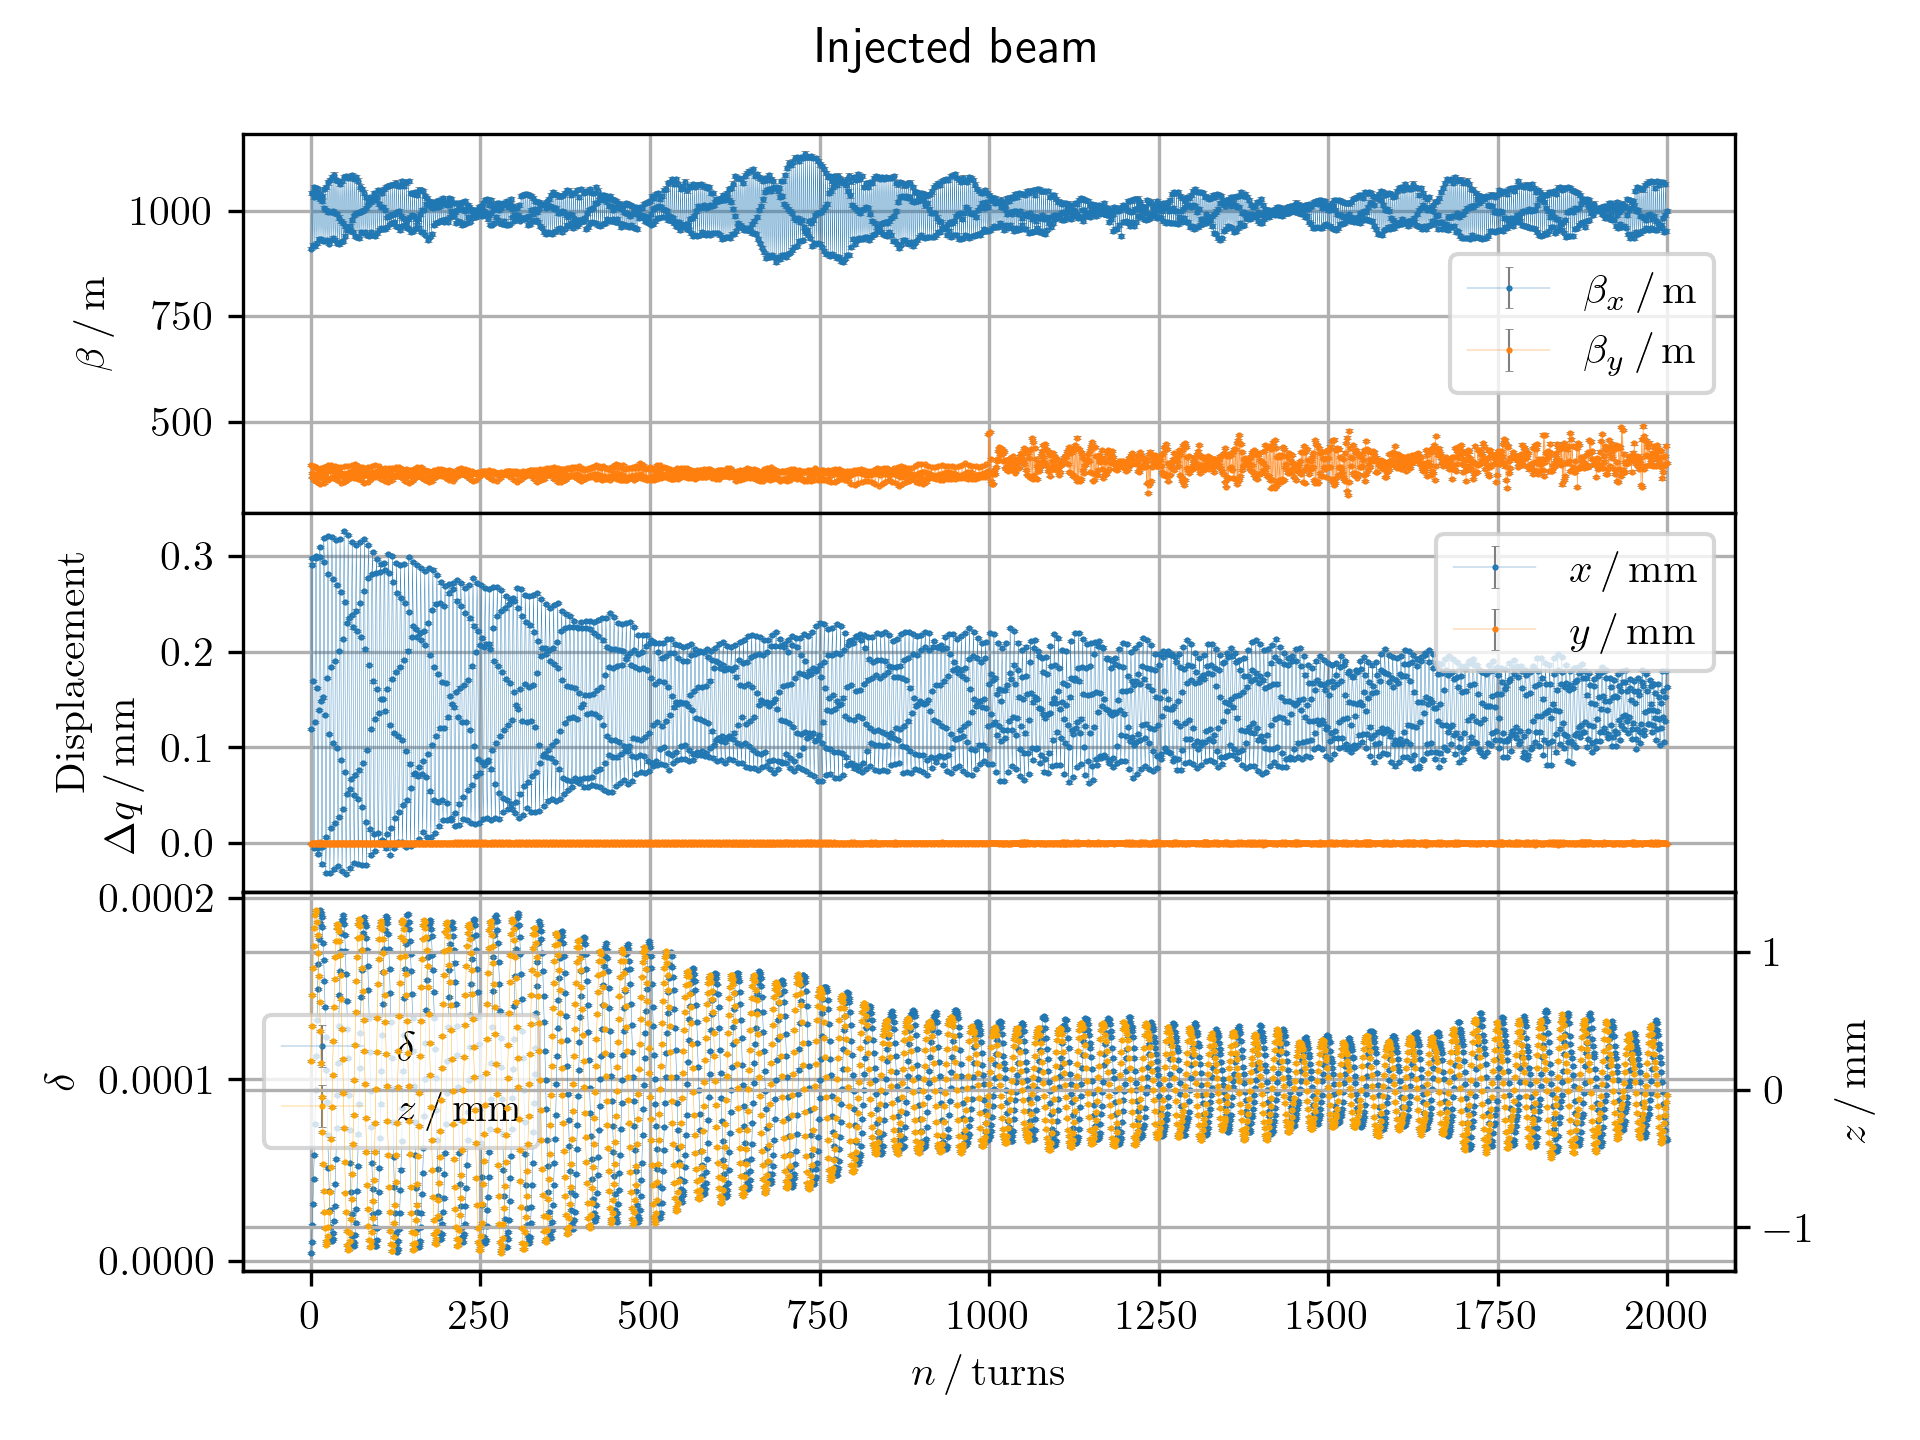 Injected beam
1000
750
500
β / m
βx / m
βy / m
0.3
0.2
0.1
0.0
Displacement
Δq / mm
x / mm
y / mm
0.0002
0.0001
0.0000
δ
δ
z / mm
1
0
−1
z / mm
0 250 500 750 1000 1250 1500 1750 2000
n / turns